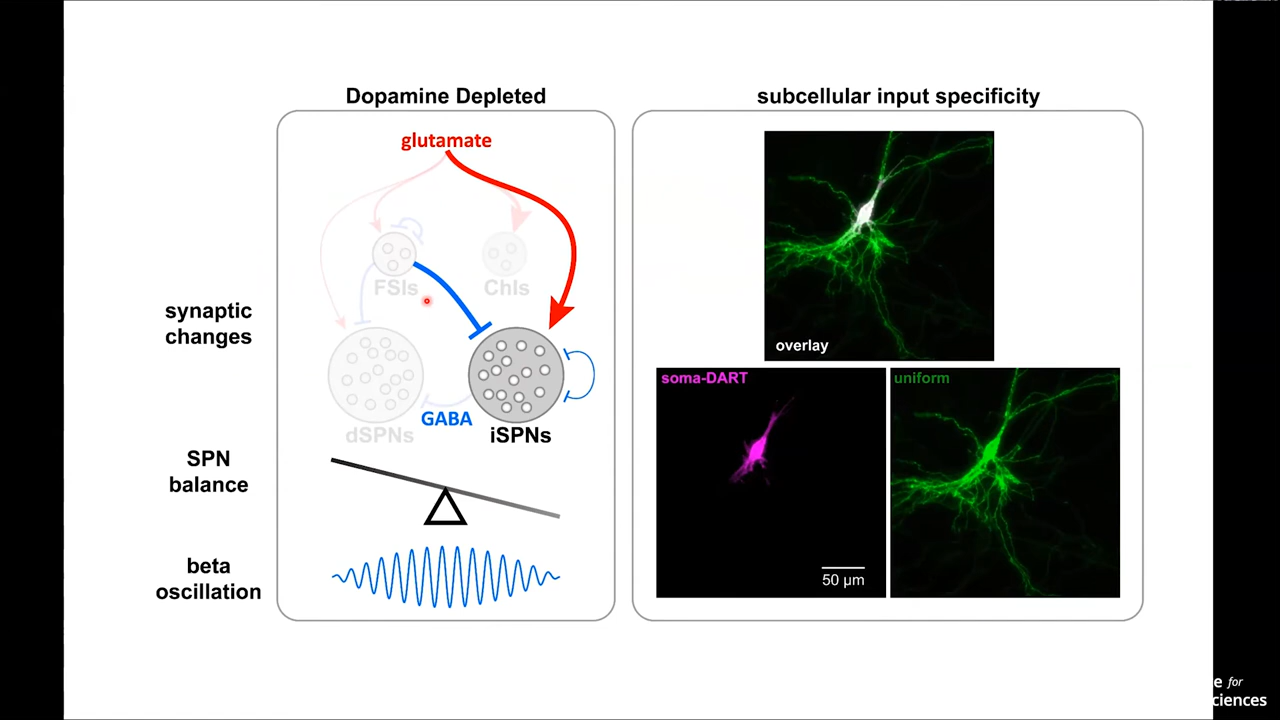 Dopamine Depleted
subcellular input specificity
glutamate
FSIs
ChIs
synaptic
changes
GABA
dSPNs
iSPNs
SPN
balance
beta
oscillation
overlay
soma-DART
uniform
50 µm
e for
ciences